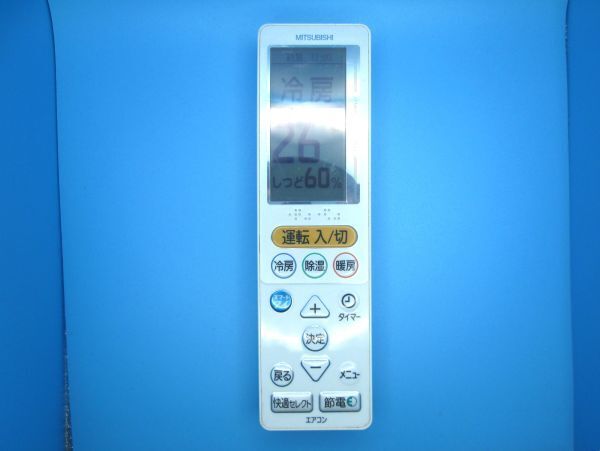 MITSUBISHI
冷房
26
しつど60%
運転 入/切
冷房 除湿 暖房
タイマー
決定
戻る メニュー
快適セレクト 節電
エアコン